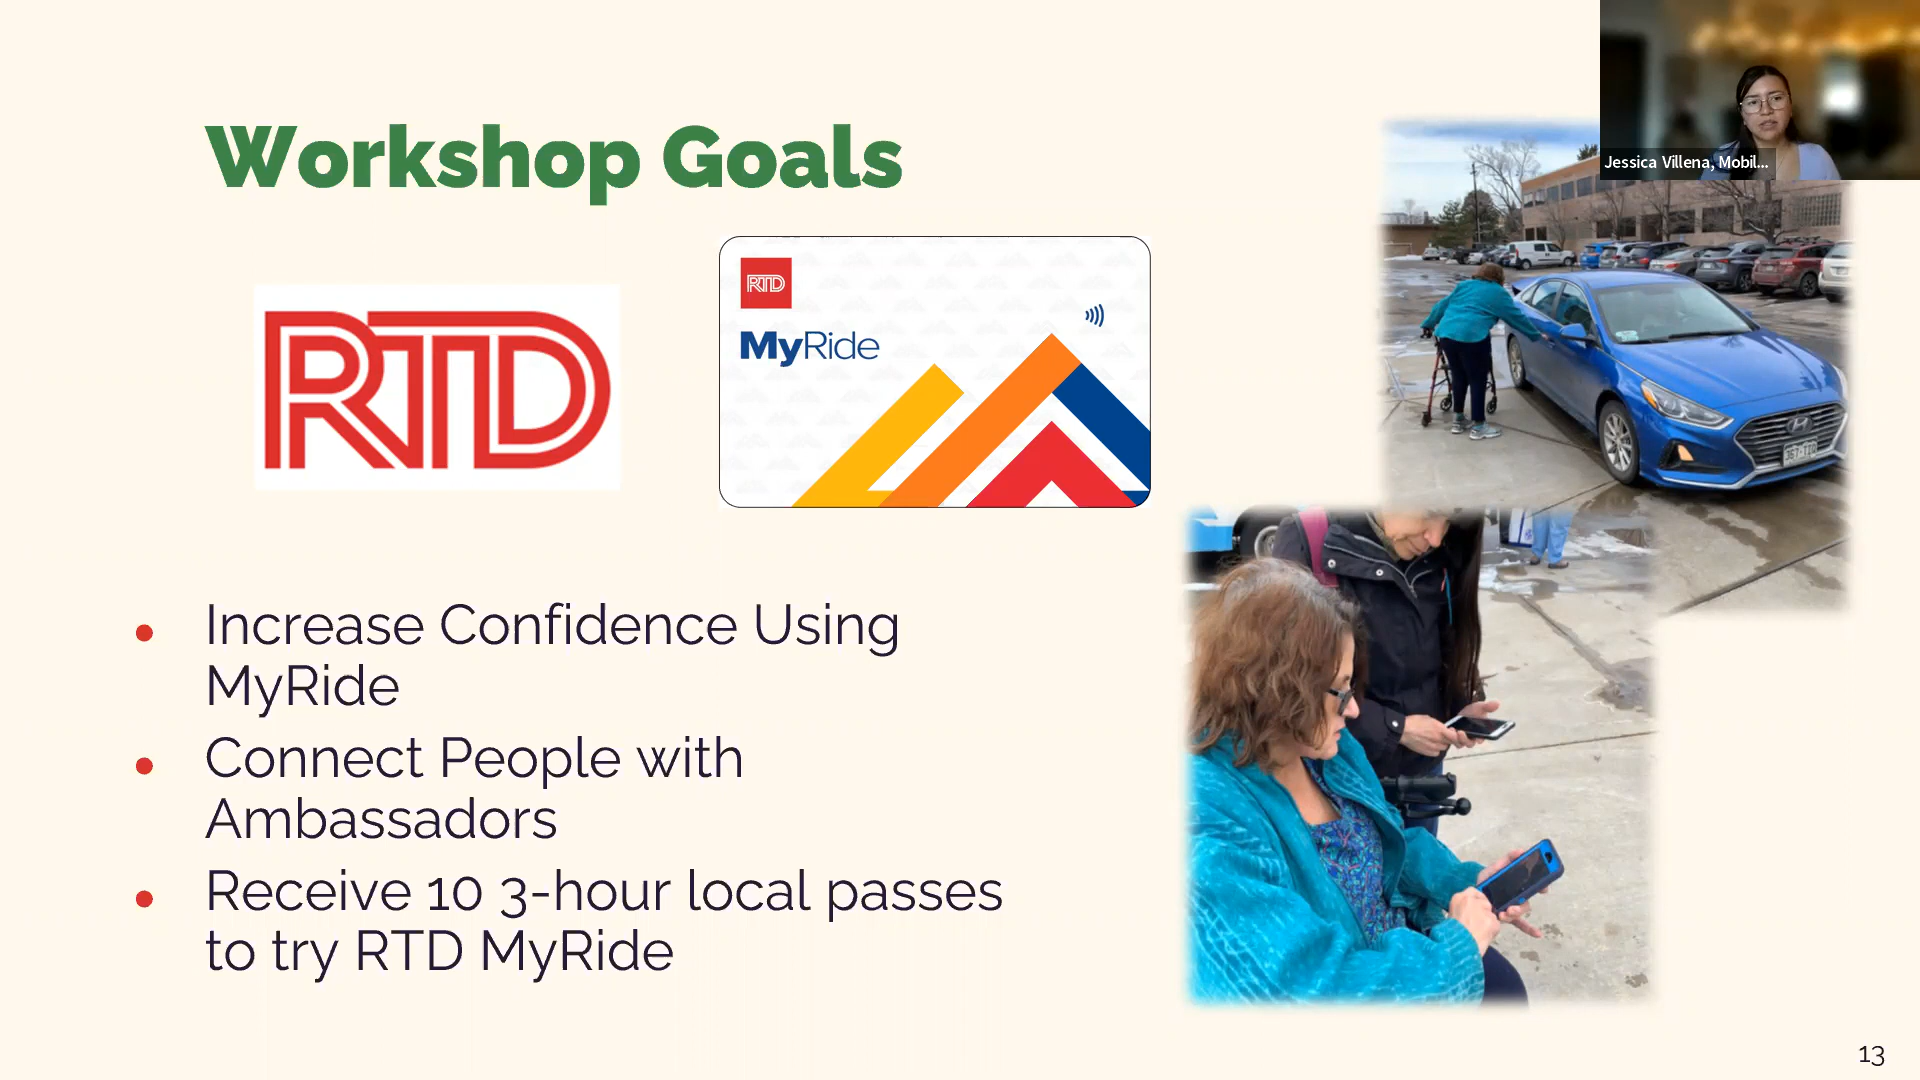 Jessica Villena, Mobil...
Workshop Goals
RTD
RTD
MyRide
Increase Confidence Using
MyRide
Connect People with
Ambassadors
Receive 10 3-hour local passes
to try RTD MyRide
13